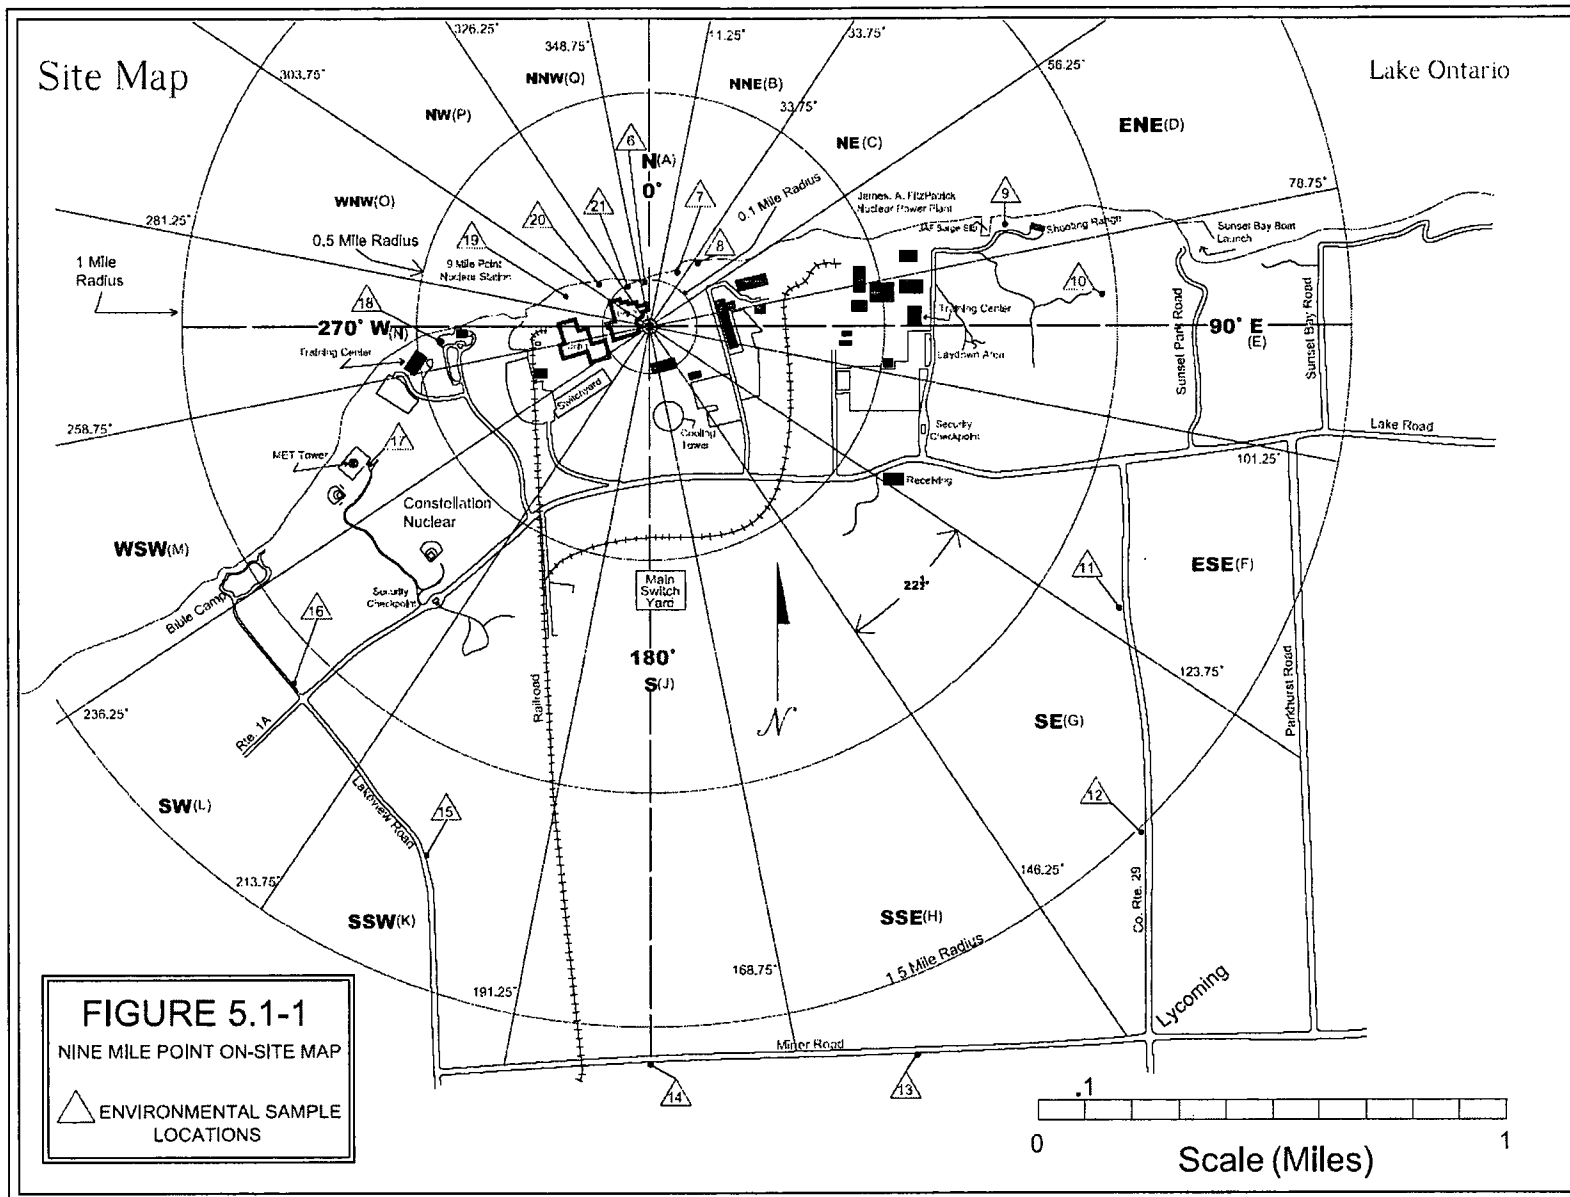 Site Map
Lake Ontario
326.25°
348.75°
11.25°
33.75°
303.75°
56.25°
NNW(Q)
NNE(B)
33.75°
NW(P)
NE(C)
ENE(D)
6
N(A)
0°
78.75°
WNW(O)
281.25°
20
21
7
0.1 Mile Radius
James. A. FitzPatrick
Nuclear Power Plant
9
Shooting Range
Sunset Bay Boat
Launch
0.5 Mile Radius
19
8
9 Mile Point
Nuclear Station
1 Mile
Radius
18
10
270° W(N)
Training Center
90° E
(E)
Training Center
Laydown Area
Sunset Park Road
Sunset Bay Road
Switchyard
258.75°
Cooling
Tower
Security
Checkpoint
Lake Road
101.25°
MET Tower
17
Receiving
Constellation
Nuclear
WSW(M)
22½°
11
ESE(F)
Main
Switch
Yard
Security
Checkpoint
Bible Camp
16
180°
S(J)
123.75°
Parkhurst Road
Railroad
N
SE(G)
236.25°
Rte. 1A
Lakeview Road
SW(L)
15
12
213.75°
146.25°
Co. Rte. 29
SSW(K)
SSE(H)
1.5 Mile Radius
168.75°
191.25°
Lycoming
Miner Road
14
13
FIGURE 5.1-1
NINE MILE POINT ON-SITE MAP
ENVIRONMENTAL SAMPLE
LOCATIONS
.1
0
1
Scale (Miles)